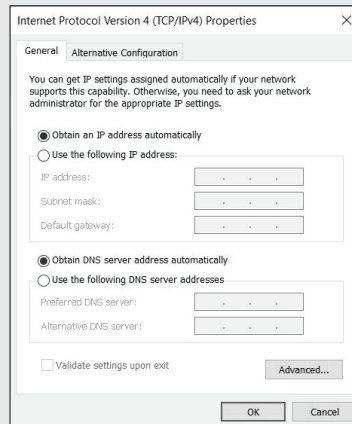 Internet Protocol Version 4 (TCP/IPv4) Properties
General
Alternative Configuration
You can get IP settings assigned automatically if your network
supports this capability. Otherwise, you need to ask your network
administrator for the appropriate IP settings.
Obtain an IP address automatically
Use the following IP address:
IP address:
Subnet mask:
Default gateway:
Obtain DNS server address automatically
Use the following DNS server addresses
Preferred DNS server:
Alternative DNS server:
Validate settings upon exit
Advanced...
OK
Cancel